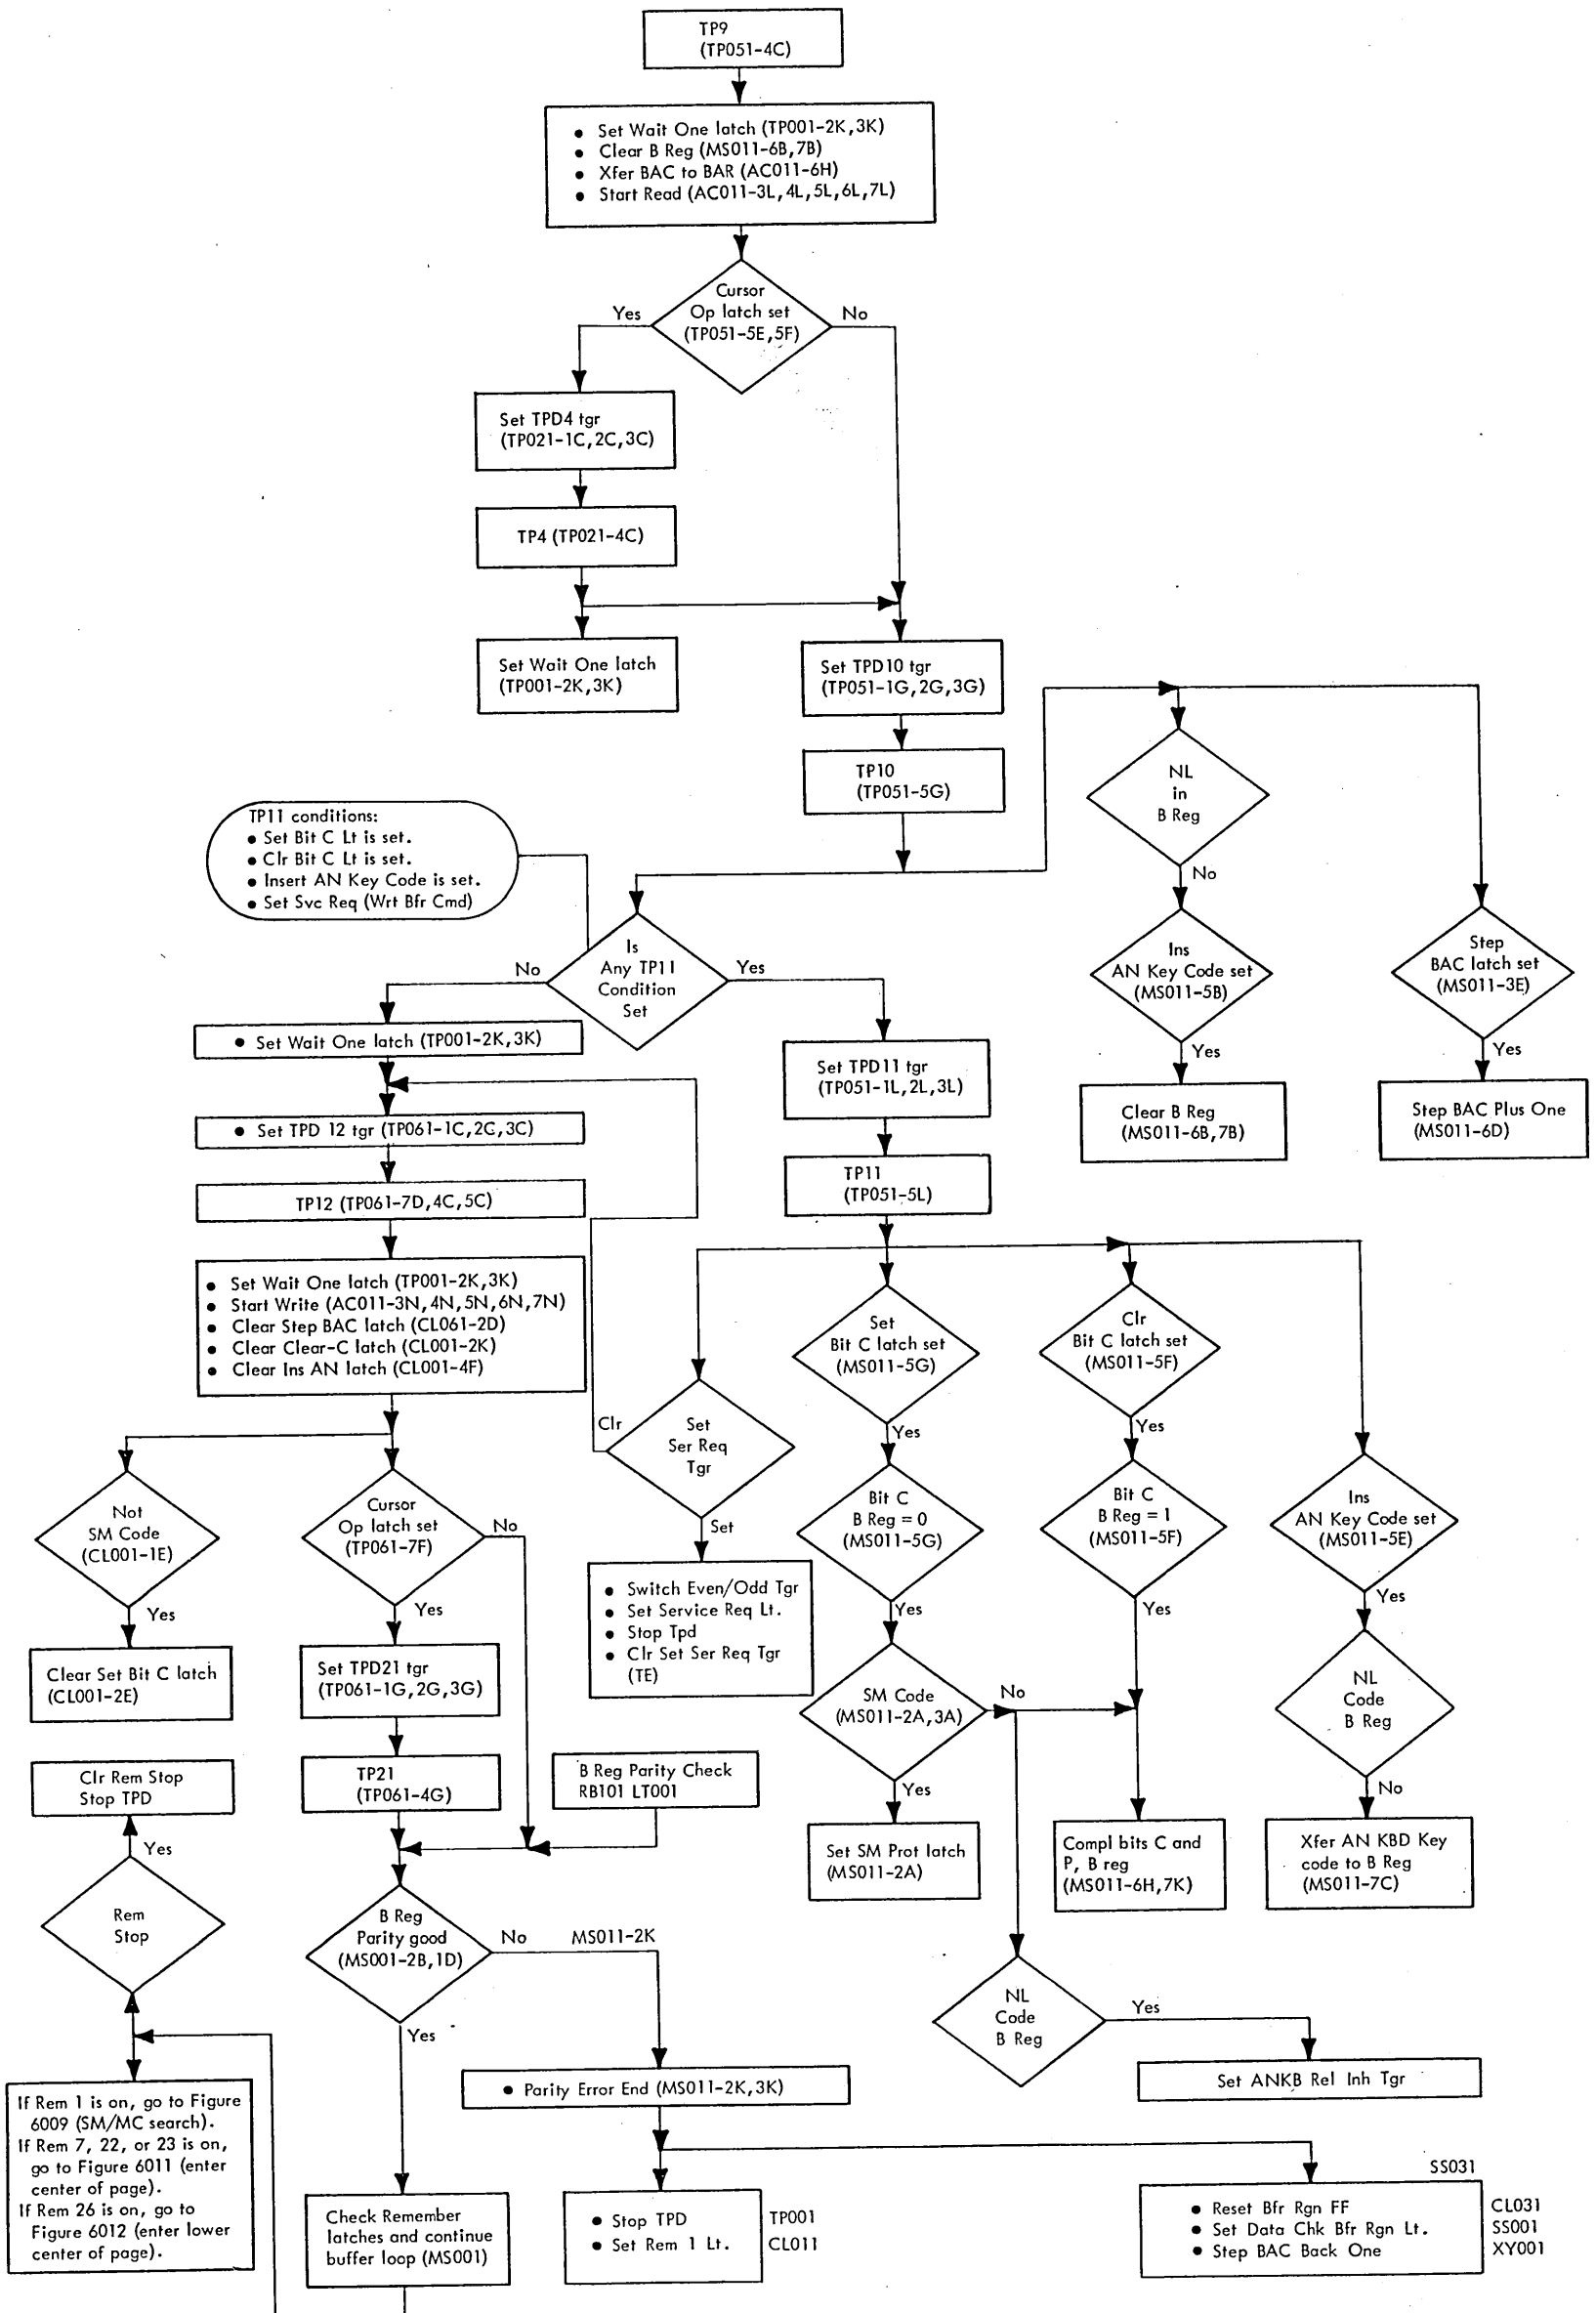 TP9
(TP051-4C)
• Set Wait One latch (TP001-2K,3K)
• Clear B Reg (MS011-6B,7B)
• Xfer BAC to BAR (AC011-6H)
• Start Read (AC011-3L,4L,5L,6L,7L)
Cursor
Op latch set
(TP051-5E,5F)
Yes
No
Set TPD4 tgr
(TP021-1C,2C,3C)
TP4 (TP021-4C)
Set Wait One latch
(TP001-2K,3K)
Set TPD10 tgr
(TP051-1G,2G,3G)
TP10
(TP051-5G)
NL
in
B Reg
No
Ins
AN Key Code set
(MS011-5B)
Yes
Clear B Reg
(MS011-6B,7B)
Step
BAC latch set
(MS011-3E)
Yes
Step BAC Plus One
(MS011-6D)
TP11 conditions:
• Set Bit C Lt is set.
• Clr Bit C Lt is set.
• Insert AN Key Code is set.
• Set Svc Req (Wrt Bfr Cmd)
Is
Any TP11
Condition
Set
No
Yes
• Set Wait One latch (TP001-2K,3K)
• Set TPD 12 tgr (TP061-1C,2C,3C)
TP12 (TP061-7D,4C,5C)
• Set Wait One latch (TP001-2K,3K)
• Start Write (AC011-3N,4N,5N,6N,7N)
• Clear Step BAC latch (CL061-2D)
• Clear Clear-C latch (CL001-2K)
• Clear Ins AN latch (CL001-4F)
Set TPD11 tgr
(TP051-1L,2L,3L)
TP11
(TP051-5L)
Set
Ser Req
Tgr
Clr
Set
• Switch Even/Odd Tgr
• Set Service Req Lt.
• Stop Tpd
• Clr Set Ser Req Tgr
(TE)
Set
Bit C latch set
(MS011-5G)
Yes
Bit C
B Reg = 0
(MS011-5G)
Yes
SM Code
(MS011-2A,3A)
No
Yes
Set SM Prot latch
(MS011-2A)
Clr
Bit C latch set
(MS011-5F)
Yes
Bit C
B Reg = 1
(MS011-5F)
Yes
Compl bits C and
P, B reg
(MS011-6H,7K)
Ins
AN Key Code set
(MS011-5E)
Yes
NL
Code
B Reg
No
Xfer AN KBD Key
code to B Reg
(MS011-7C)
NL
Code
B Reg
Yes
Set ANKB Rel Inh Tgr
Not
SM Code
(CL001-1E)
Yes
Clear Set Bit C latch
(CL001-2E)
Cursor
Op latch set
(TP061-7F)
No
Yes
Set TPD21 tgr
(TP061-1G,2G,3G)
TP21
(TP061-4G)
B Reg Parity Check
RB101 LT001
B Reg
Parity good
(MS001-2B,1D)
No
MS011-2K
Yes
• Parity Error End (MS011-2K,3K)
• Stop TPD
• Set Rem 1 Lt.
TP001
CL011
SS031
• Reset Bfr Rgn FF
• Set Data Chk Bfr Rgn Lt.
• Step BAC Back One
CL031
SS001
XY001
Check Remember
latches and continue
buffer loop (MS001)
Clr Rem Stop
Stop TPD
Yes
Rem
Stop
If Rem 1 is on, go to Figure
6009 (SM/MC search).
If Rem 7, 22, or 23 is on,
go to Figure 6011 (enter
center of page).
If Rem 26 is on, go to
Figure 6012 (enter lower
center of page).